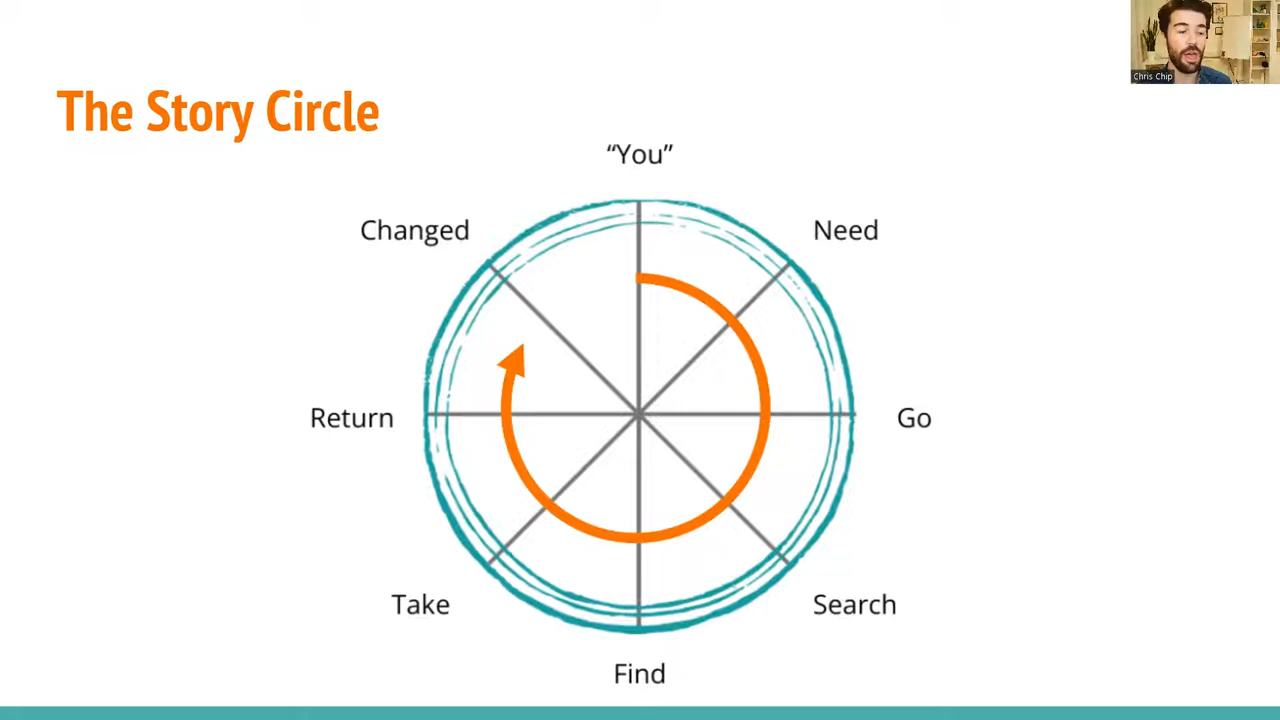 Chris Chip
The Story Circle
“You”
Changed
Need
Return
Go
Take
Search
Find